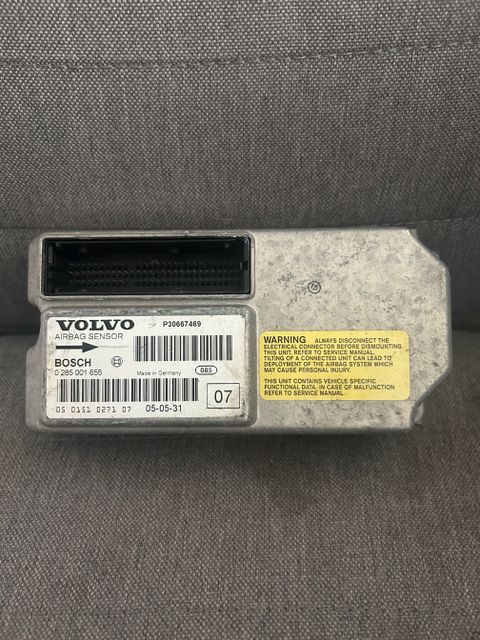 VOLVO P30667469
AIRBAG SENSOR
BOSCH Made in Germany 085
0 285 001 655
05 0151 0271 07 05-05-31 07
WARNING ALWAYS DISCONNECT THE
ELECTRICAL CONNECTOR BEFORE DISMOUNTING
THIS UNIT. REFER TO SERVICE MANUAL.
TILTING OF A CONNECTED UNIT CAN LEAD TO
DEPLOYMENT OF THE AIRBAG SYSTEM WHICH
MAY CAUSE PERSONAL INJURY.
THIS UNIT CONTAINS VEHICLE SPECIFIC
FUNCTIONAL DATA. IN CASE OF MALFUNCTION
REFER TO SERVICE MANUAL.